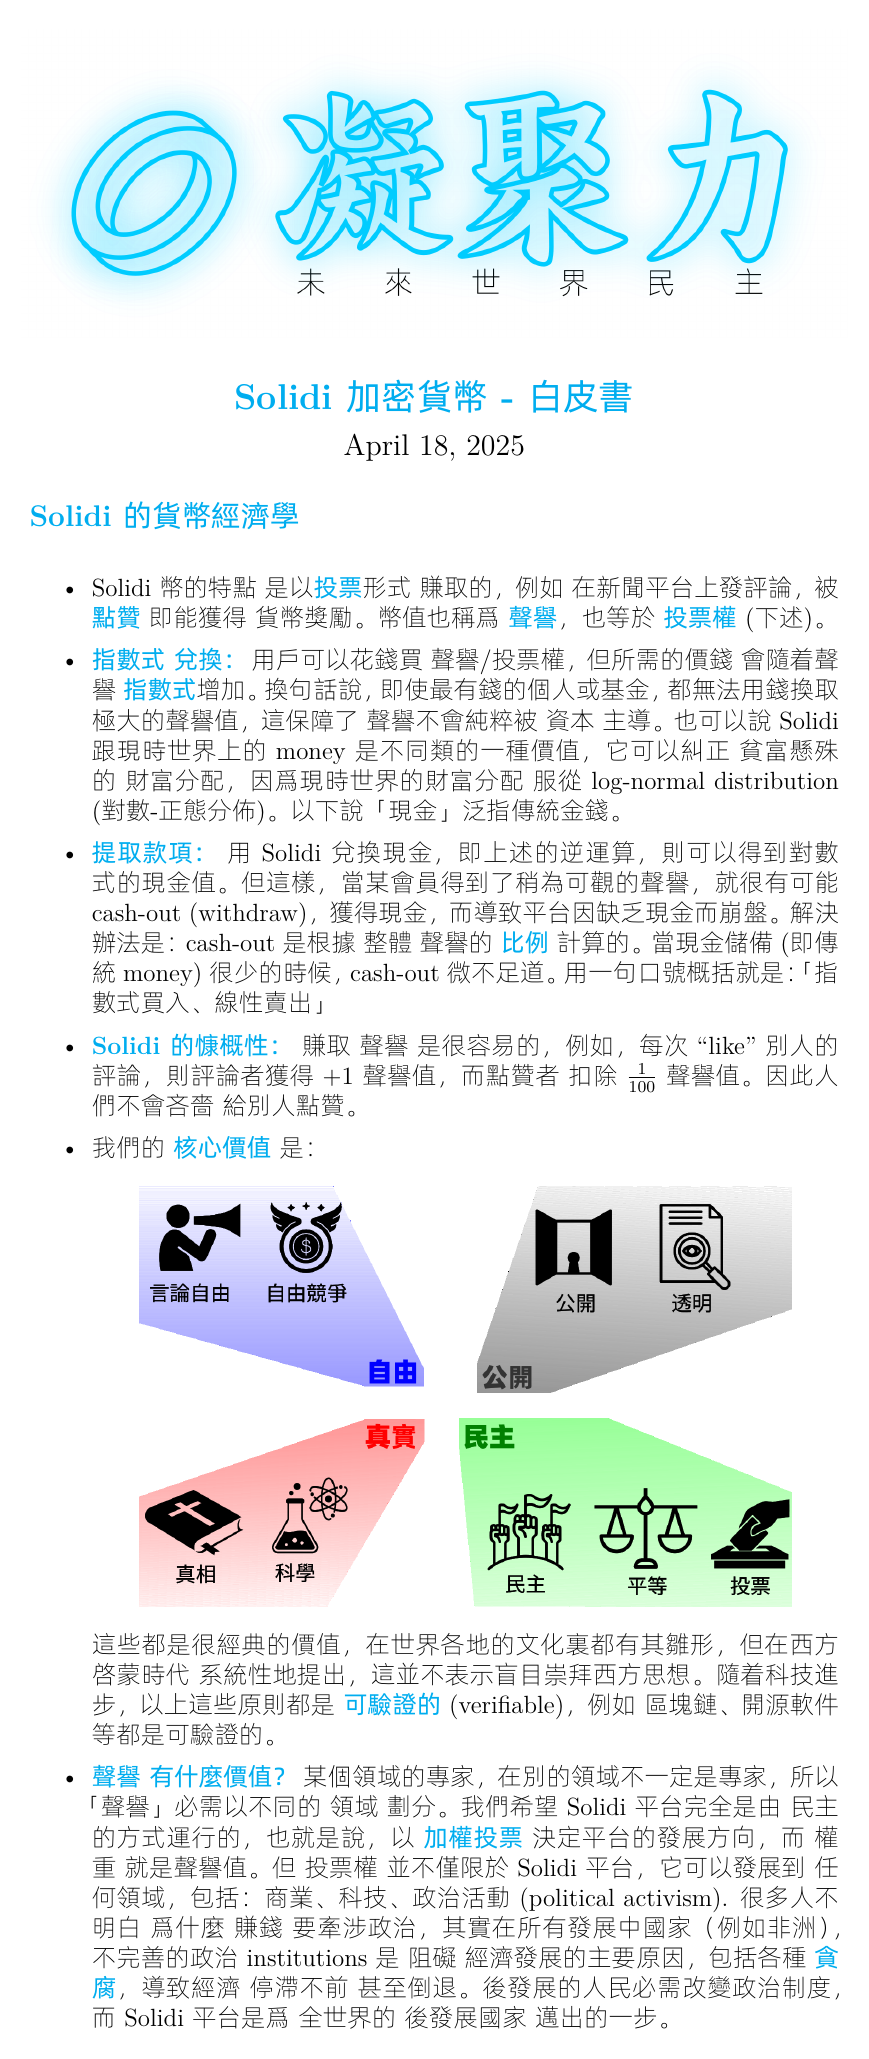 凝聚力
未來世界民主
Solidi 加密貨幣 - 白皮書
April 18, 2025
Solidi 的貨幣經濟學
• Solidi 幣的特點 是以投票形式 賺取的，例如 在新聞平台上發評論，被
點贊 即能獲得 貨幣獎勵。幣值也稱爲 聲譽，也等於 投票權 (下述)。
• 指數式 兌換： 用戶可以花錢買 聲譽/投票權，但所需的價錢 會隨着聲
譽 指數式增加。換句話說，即使最有錢的個人或基金，都無法用錢換取
極大的聲譽值，這保障了 聲譽不會純粹被 資本 主導。也可以說 Solidi
跟現時世界上的 money 是不同類的一種價值，它可以糾正 貧富懸殊
的 財富分配，因爲現時世界的財富分配 服從 log-normal distribution
(對數-正態分佈)。以下說「現金」泛指傳統金錢。
• 提取款項： 用 Solidi 兌換現金，即上述的逆運算，則可以得到對數
式的現金值。但這樣，當某會員得到了稍為可觀的聲譽，就很有可能
cash-out (withdraw)，獲得現金，而導致平台因缺乏現金而崩盤。解決
辦法是：cash-out 是根據 整體 聲譽的 比例 計算的。當現金儲備 (即傳
統 money) 很少的時候，cash-out 微不足道。用一句口號概括就是：「指
數式買入、線性賣出」
• Solidi 的慷概性： 賺取 聲譽 是很容易的，例如，每次 “like” 別人的
評論，則評論者獲得 +1 聲譽值，而點贊者 扣除 1/100 聲譽值。因此人
們不會吝嗇 給別人點贊。
• 我們的 核心價值 是：
言論自由 自由競爭 公開 透明
自由 公開
真實 民主
真相 科學 民主 平等 投票
這些都是很經典的價值，在世界各地的文化裏都有其雛形，但在西方
啓蒙時代 系統性地提出，這並不表示盲目崇拜西方思想。隨着科技進
步，以上這些原則都是 可驗證的 (verifiable)，例如 區塊鏈、開源軟件
等都是可驗證的。
• 聲譽 有什麼價值？ 某個領域的專家，在別的領域不一定是專家，所以
「聲譽」必需以不同的 領域 劃分。我們希望 Solidi 平台完全是由 民主
的方式運行的，也就是說，以 加權投票 決定平台的發展方向，而 權
重 就是聲譽值。但 投票權 並不僅限於 Solidi 平台，它可以發展到 任
何領域，包括：商業、科技、政治活動 (political activism). 很多人不
明白 爲什麼 賺錢 要牽涉政治，其實在所有發展中國家（例如非洲），
不完善的政治 institutions 是 阻礙 經濟發展的主要原因，包括各種 貪
腐，導致經濟 停滯不前 甚至倒退。後發展的人民必需改變政治制度，
而 Solidi 平台是爲 全世界的 後發展國家 邁出的一步。